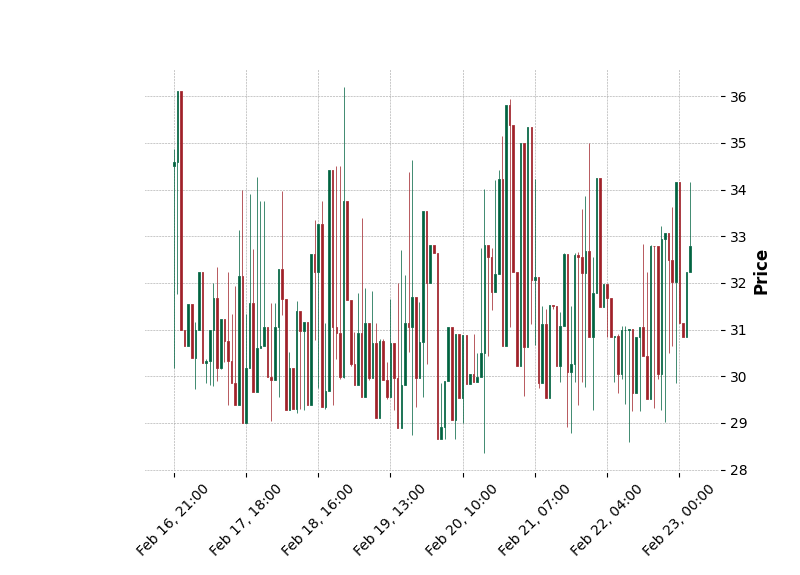 36
35
34
33
32
31
30
29
28
Price
Feb 16, 21:00
Feb 17, 18:00
Feb 18, 16:00
Feb 19, 13:00
Feb 20, 10:00
Feb 21, 07:00
Feb 22, 04:00
Feb 23, 00:00